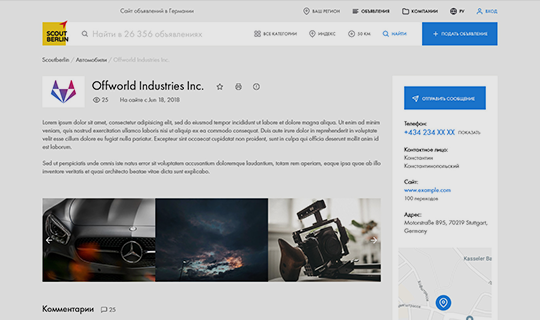 Сайт объявлений в Германии
ВАШ РЕГИОН
ОБЪЯВЛЕНИЯ
КОМПАНИИ
РУ
ВХОД
SCOUT
BERLIN
Найти в 26 356 объявлениях
ВСЕ КАТЕГОРИИ
ИНДЕКС
50 КМ
НАЙТИ
+ ПОДАТЬ ОБЪЯВЛЕНИЕ
Scoutberlin / Автомобили / Offworld Industries Inc.
Offworld Industries Inc.
25 На сайте с Jun 18, 2018
Lorem ipsum dolor sit amet, consectetur adipisicing elit, sed do eiusmod tempor incididunt ut labore et dolore magna aliqua. Ut enim ad minim
veniam, quis nostrud exercitation ullamco laboris nisi ut aliquip ex ea commodo consequat. Duis aute irure dolor in reprehenderit in voluptate
velit esse cillum dolore eu fugiat nulla pariatur. Excepteur sint occaecat cupidatat non proident, sunt in culpa qui officia deserunt mollit anim id
est laborum.
Sed ut perspiciatis unde omnis iste natus error sit voluptatem accusantium doloremque laudantium, totam rem aperiam, eaque ipsa quae ab illo
inventore veritatis et quasi architecto beatae vitae dicta sunt explicabo.
ОТПРАВИТЬ СООБЩЕНИЕ
Телефон:
+434 234 XX XX ПОКАЗАТЬ
Контактное лицо:
Константин
Константинопольский
Сайт:
www.example.com
100 переходов
Адрес:
Motorstraße 895, 70219 Stuttgart,
Germany
Комментарии 25